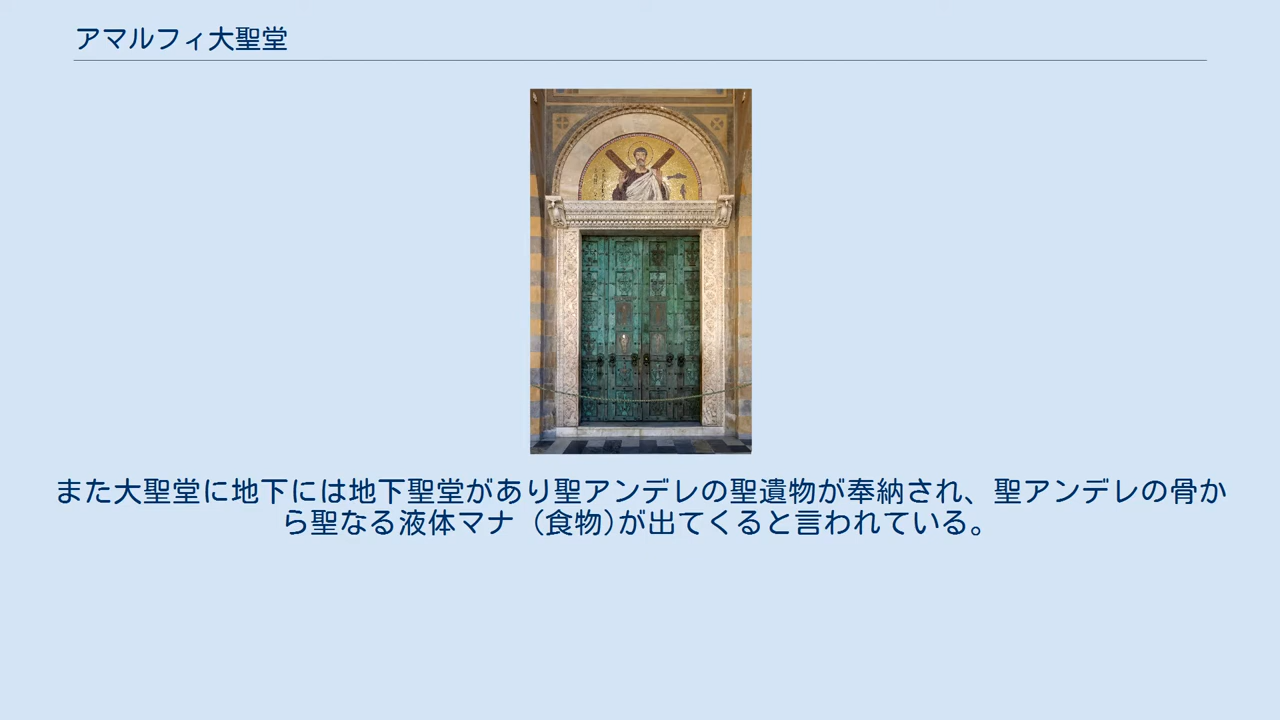 アマルフィ大聖堂
また大聖堂に地下には地下聖堂があり聖アンデレの聖遺物が奉納され、聖アンデレの骨か
ら聖なる液体マナ（食物)が出てくると言われている。